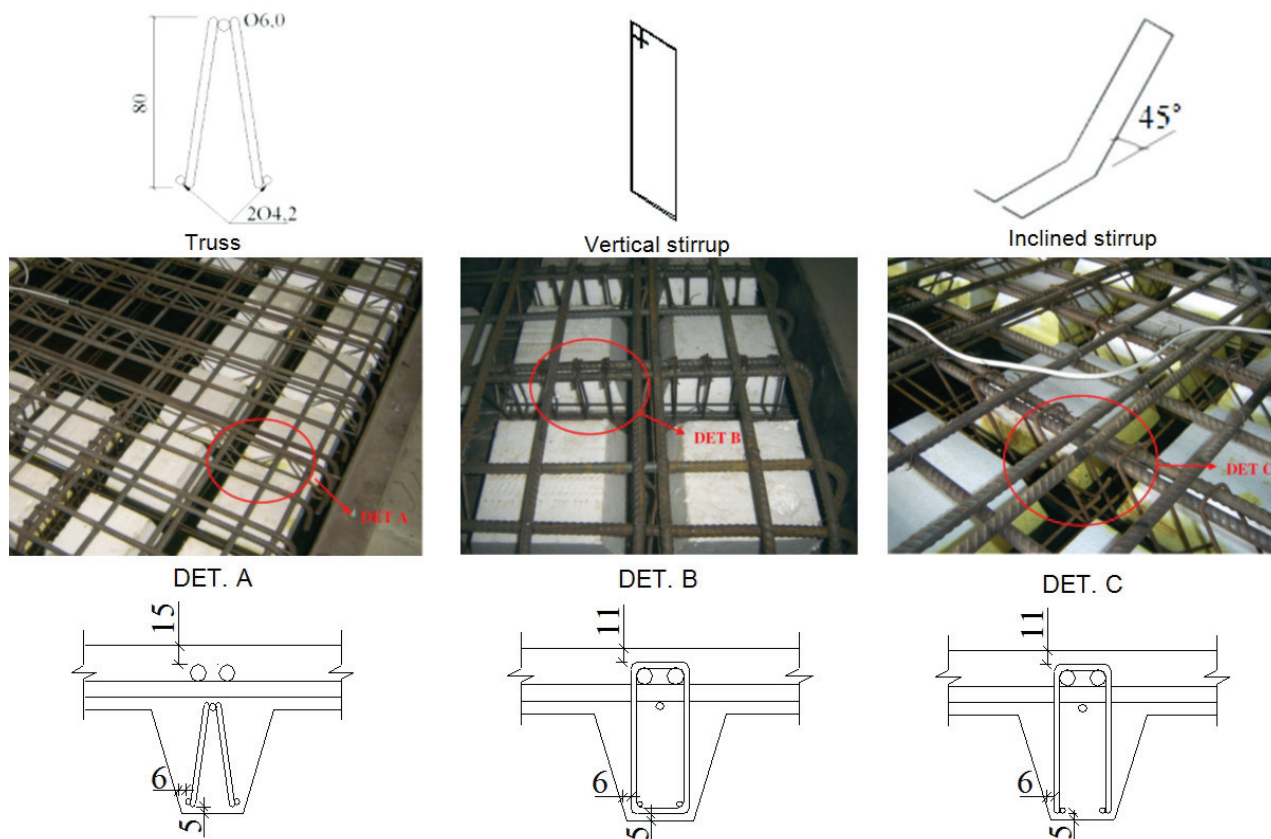 Ø6,0
80
2Ø4,2
Truss
Vertical stirrup
45°
Inclined stirrup
DET A
DET B
DET C
DET. A
DET. B
DET. C
15
6
5
11
6
5
11
6
5